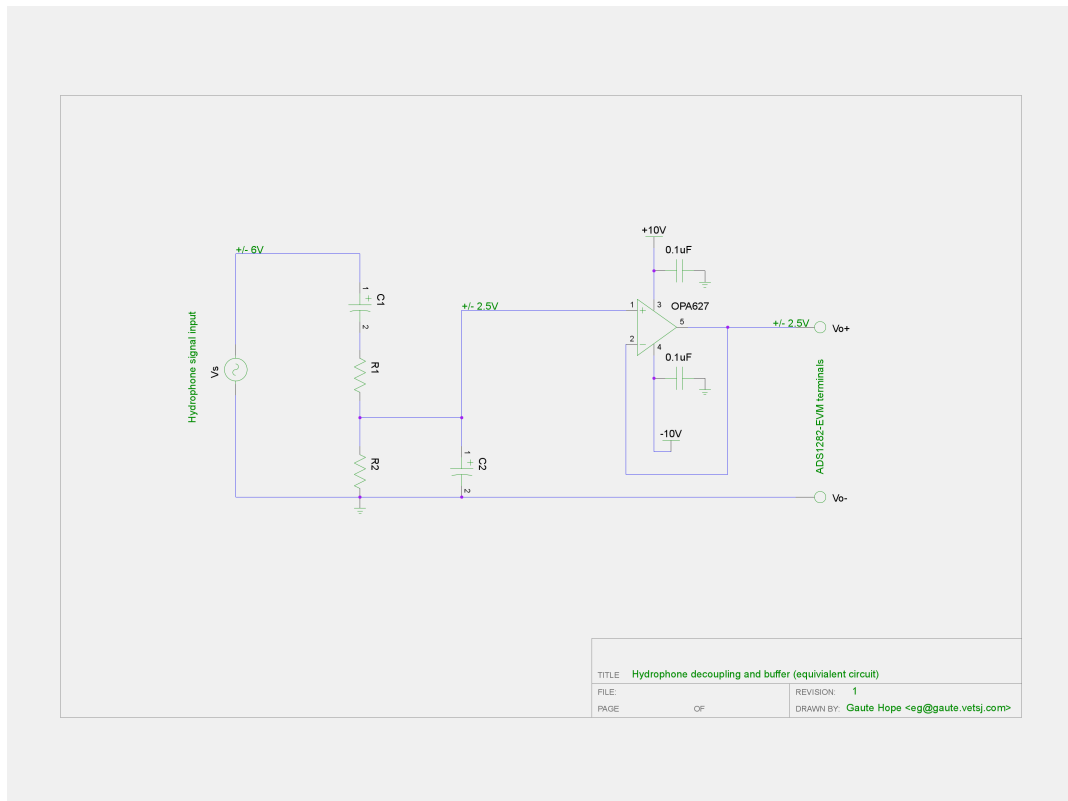 +10V
+/- 6V
0.1uF
1
+
C1
2
+/- 2.5V
1
+
3
OPA627
5
+/- 2.5V
Vo+
2
−
4
0.1uF
Hydrophone signal input
Vs
R1
ADS1282-EVM terminals
-10V
R2
1
+
C2
2
Vo-
TITLE Hydrophone decoupling and buffer (equivialent circuit)
FILE:
REVISION: 1
PAGE OF
DRAWN BY: Gaute Hope <eg@gaute.vetsj.com>